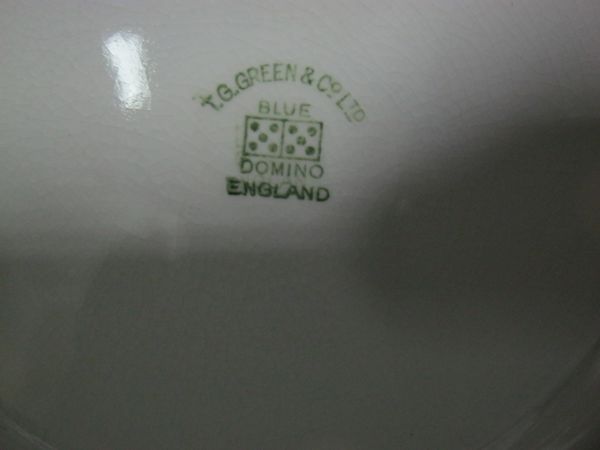 T.G.GREEN & Co LTD
BLUE
DOMINO
ENGLAND